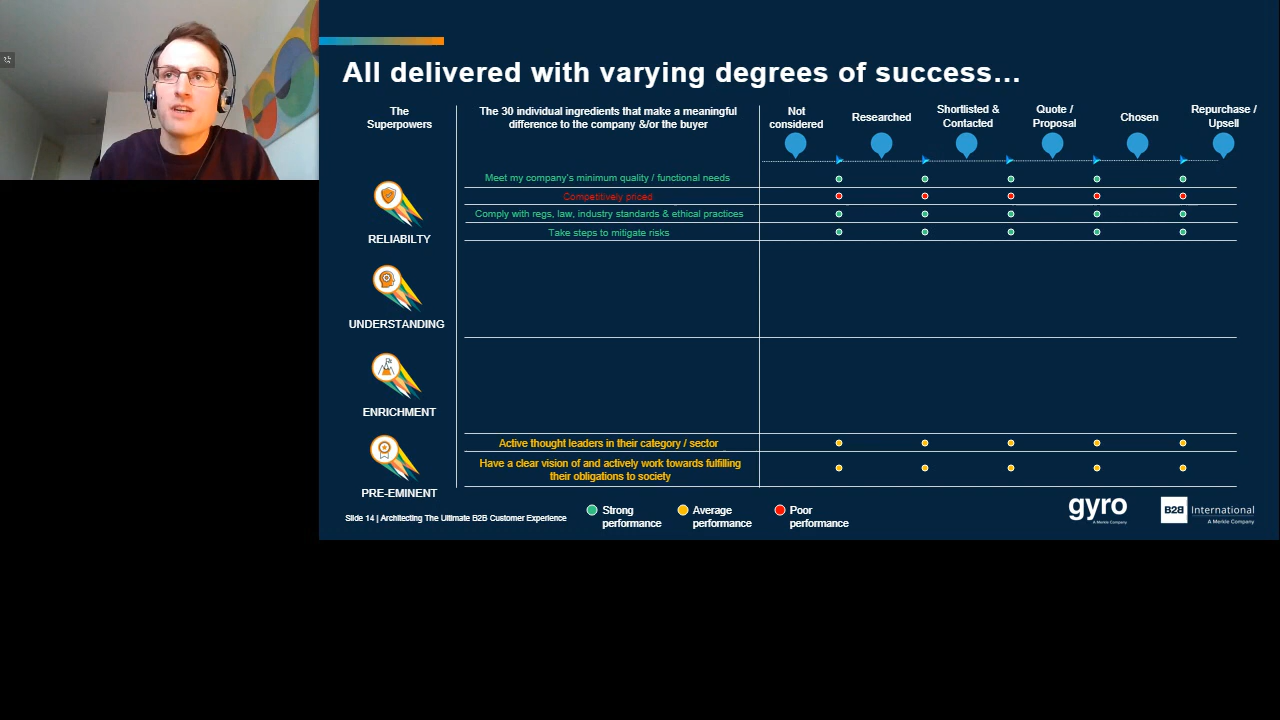 All delivered with varying degrees of success…
The
Superpowers
The 30 individual ingredients that make a meaningful
difference to the company &/or the buyer
Not
considered
Researched
Shortlisted &
Contacted
Quote /
Proposal
Chosen
Repurchase /
Upsell
Meet my company's minimum quality / functional needs
Competitively priced
Comply with regs, law, industry standards & ethical practices
Take steps to mitigate risks
RELIABILTY
UNDERSTANDING
ENRICHMENT
Active thought leaders in their category / sector
Have a clear vision of and actively work towards fulfilling
their obligations to society
PRE-EMINENT
Slide 14 | Architecting The Ultimate B2B Customer Experience
Strong
performance
Average
performance
Poor
performance
gyro
A Merkle Company
B2B International
A Merkle Company